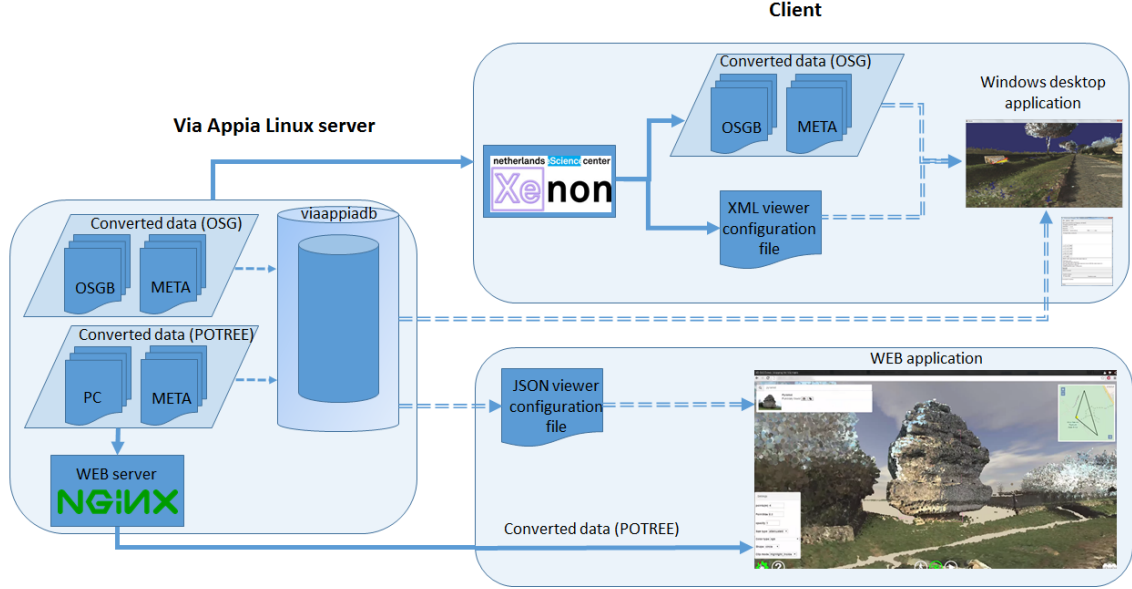 Client
Via Appia Linux server
Converted data (OSG)
OSGB
META
Windows desktop
application
netherlands eScience center
Xenon
XML viewer
configuration
file
viaappiadb
Converted data (OSG)
OSGB
META
Converted data (POTREE)
PC
META
WEB server
NGiNX
WEB application
JSON viewer
configuration
file
Converted data (POTREE)